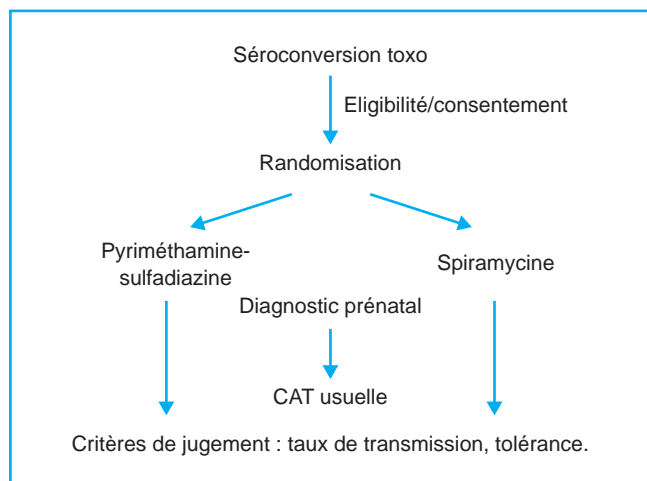 Séroconversion toxo
Eligibilité/consentement
Randomisation
Pyriméthamine-
sulfadiazine
Spiramycine
Diagnostic prénatal
CAT usuelle
Critères de jugement : taux de transmission, tolérance.